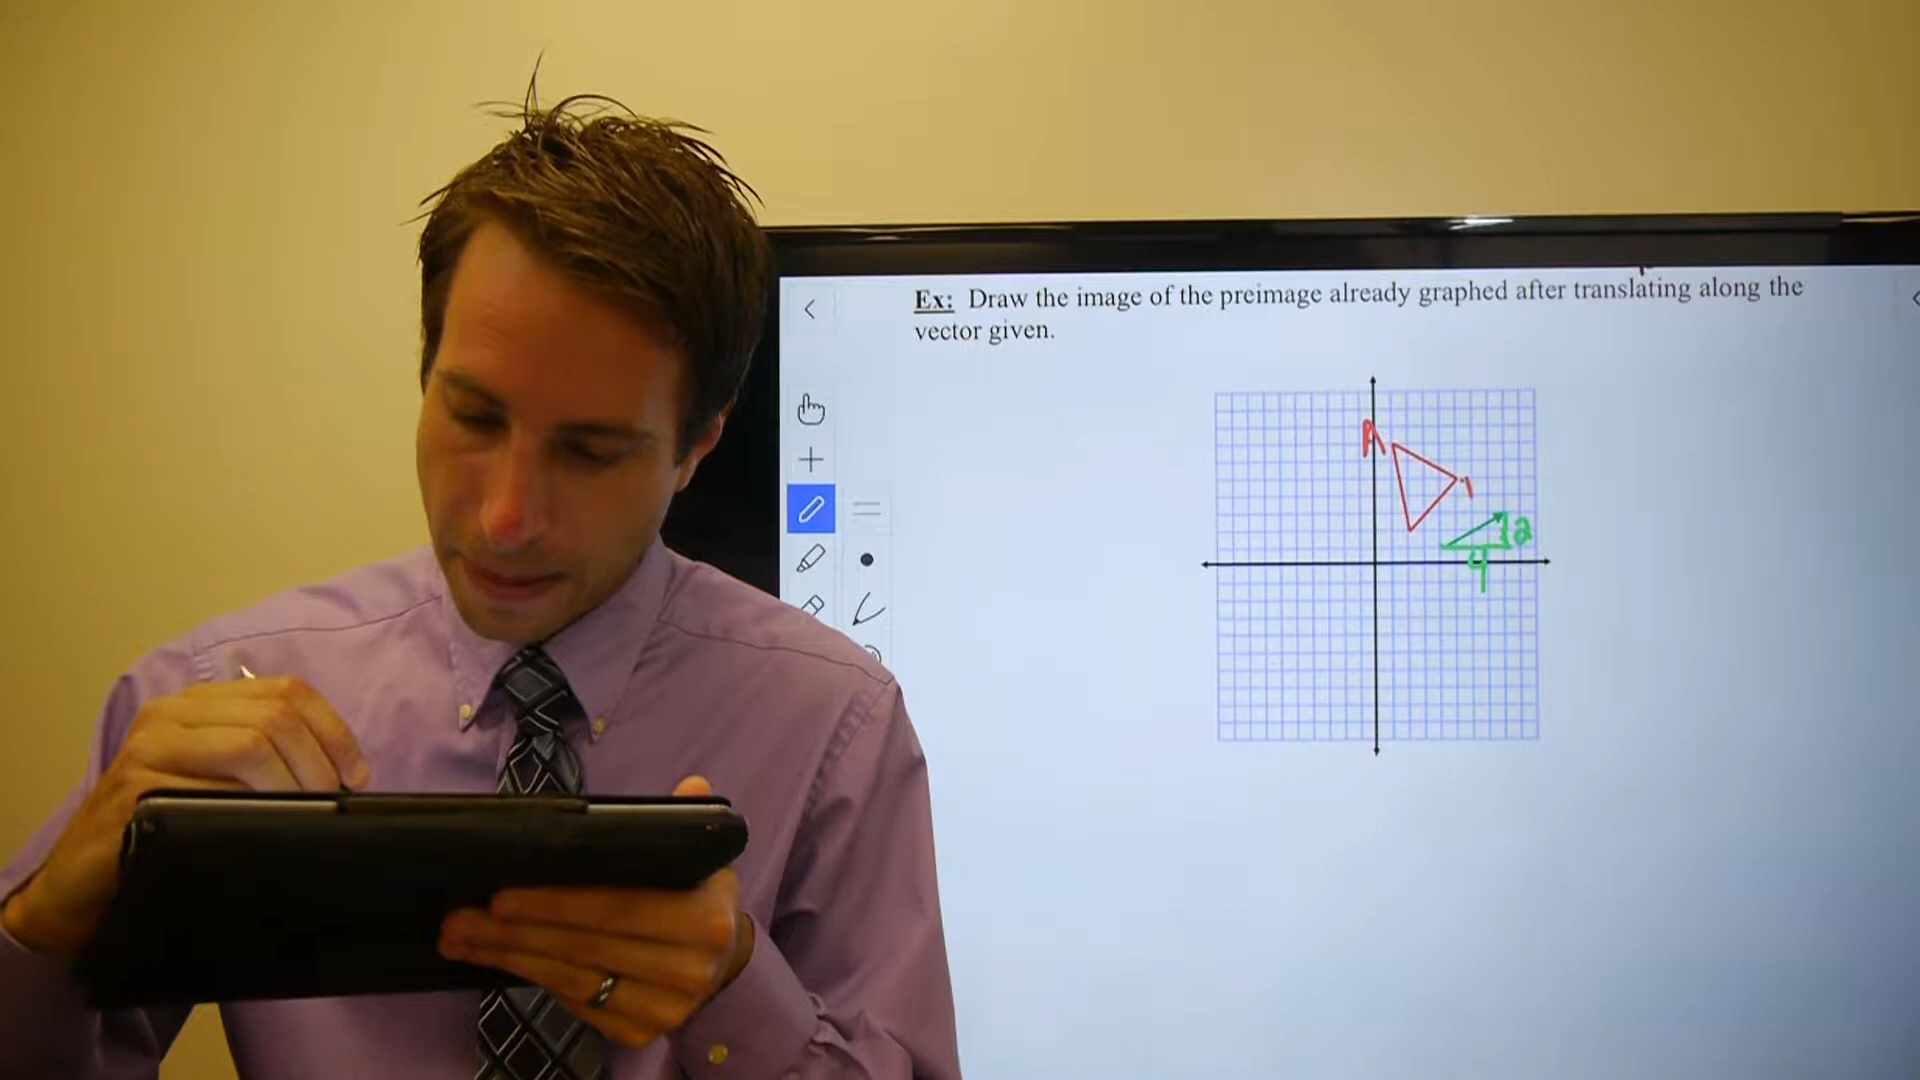 Ex: Draw the image of the preimage already graphed after translating along the
vector given.
A
2
4